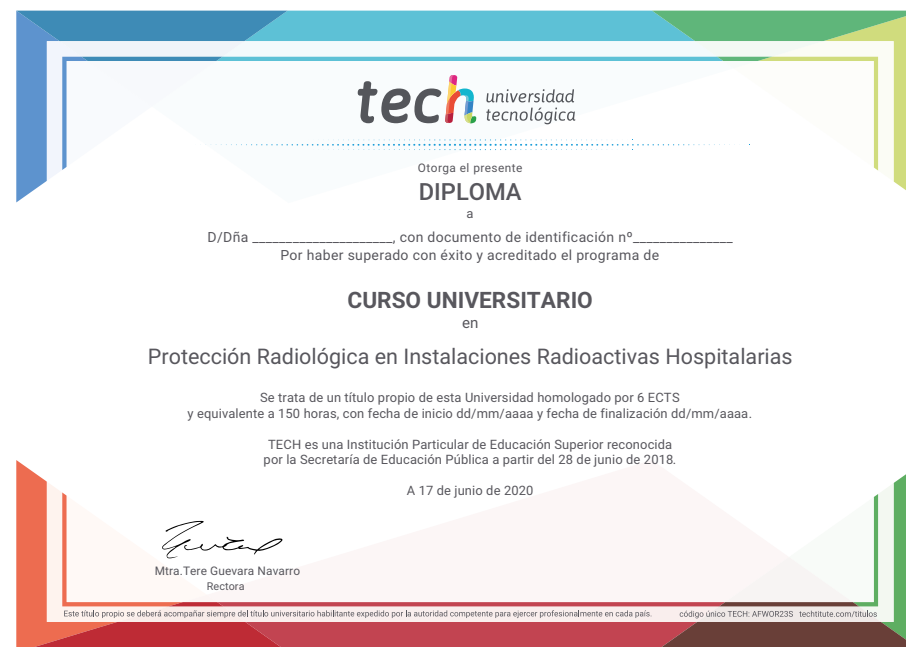 tech universidad
tecnológica
Otorga el presente
DIPLOMA
a
D/Dña _____________________, con documento de identificación nº_______________
Por haber superado con éxito y acreditado el programa de
CURSO UNIVERSITARIO
en
Protección Radiológica en Instalaciones Radioactivas Hospitalarias
Se trata de un título propio de esta Universidad homologado por 6 ECTS
y equivalente a 150 horas, con fecha de inicio dd/mm/aaaa y fecha de finalización dd/mm/aaaa.
TECH es una Institución Particular de Educación Superior reconocida
por la Secretaría de Educación Pública a partir del 28 de junio de 2018.
A 17 de junio de 2020
Mtra.Tere Guevara Navarro
Rectora
Este título propio se deberá acompañar siempre del título universitario habilitante expedido por la autoridad competente para ejercer profesionalmente en cada país. código único TECH: AFWOR23S techtitute.com/titulos